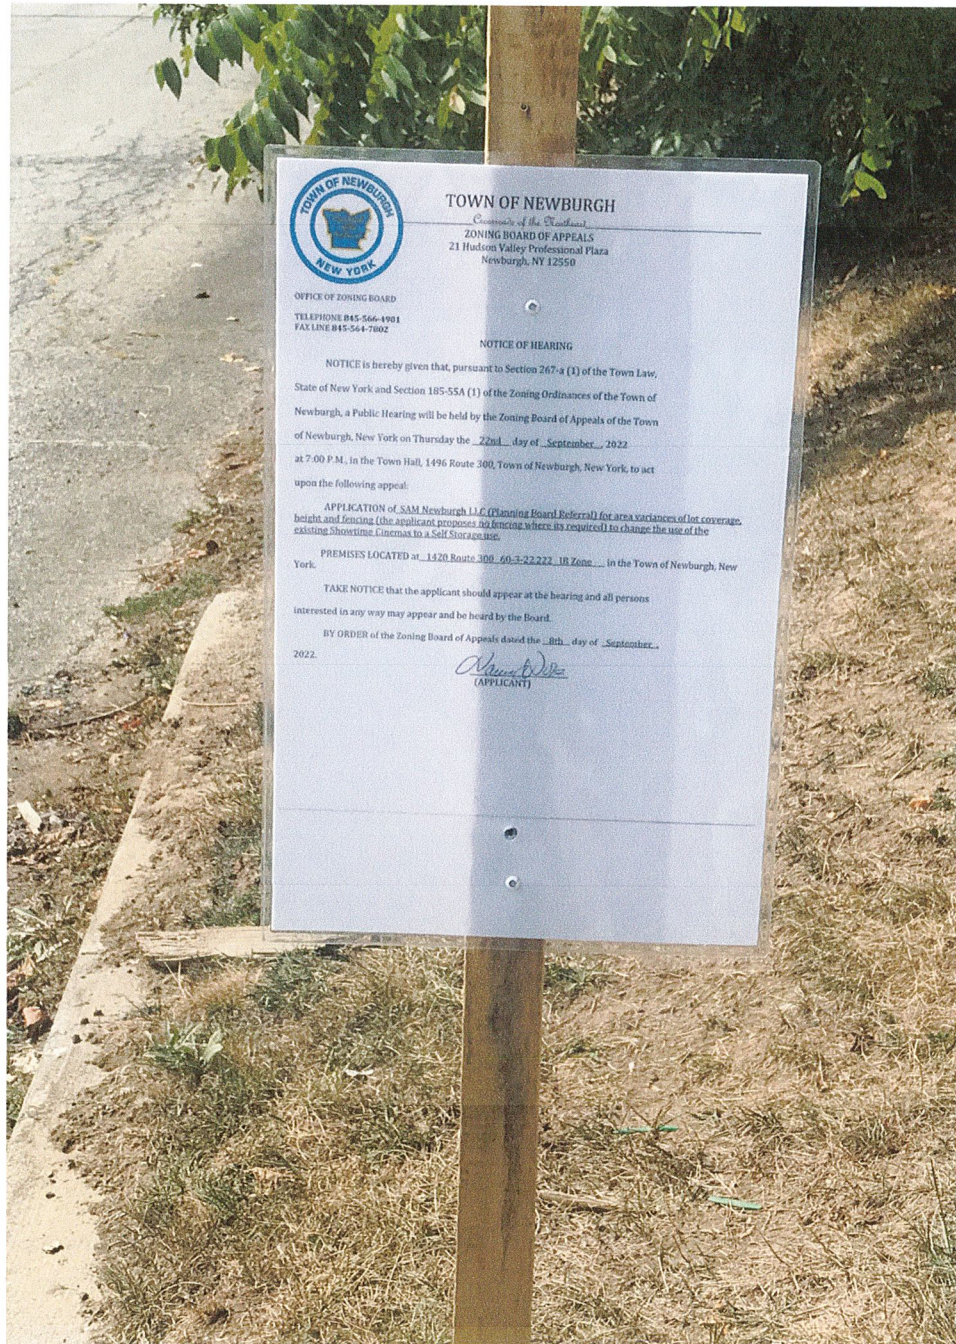 TOWN OF NEWBURGH
NEW YORK
TOWN OF NEWBURGH
Crossroads of the Northeast
ZONING BOARD OF APPEALS
21 Hudson Valley Professional Plaza
Newburgh, NY 12550
OFFICE OF ZONING BOARD
TELEPHONE 845-566-4901
FAX LINE 845-564-7802
NOTICE OF HEARING
NOTICE is hereby given that, pursuant to Section 267-a (1) of the Town Law,
State of New York and Section 185-55A (1) of the Zoning Ordinances of the Town of
Newburgh, a Public Hearing will be held by the Zoning Board of Appeals of the Town
of Newburgh, New York on Thursday the 22nd day of September, 2022
at 7:00 P.M., in the Town Hall, 1496 Route 300, Town of Newburgh, New York, to act
upon the following appeal:
APPLICATION of SAM Newburgh LLC (Planning Board Referral) for area variances of lot coverage,
height and fencing (the applicant proposes no fencing where its required) to change the use of the
existing Showtime Cinemas to a Self Storage use.
PREMISES LOCATED at 1420 Route 300 60-3-22.222 IB Zone in the Town of Newburgh, New
York.
TAKE NOTICE that the applicant should appear at the hearing and all persons
interested in any way may appear and be heard by the Board.
BY ORDER of the Zoning Board of Appeals dated the 8th day of September,
2022.
(APPLICANT)